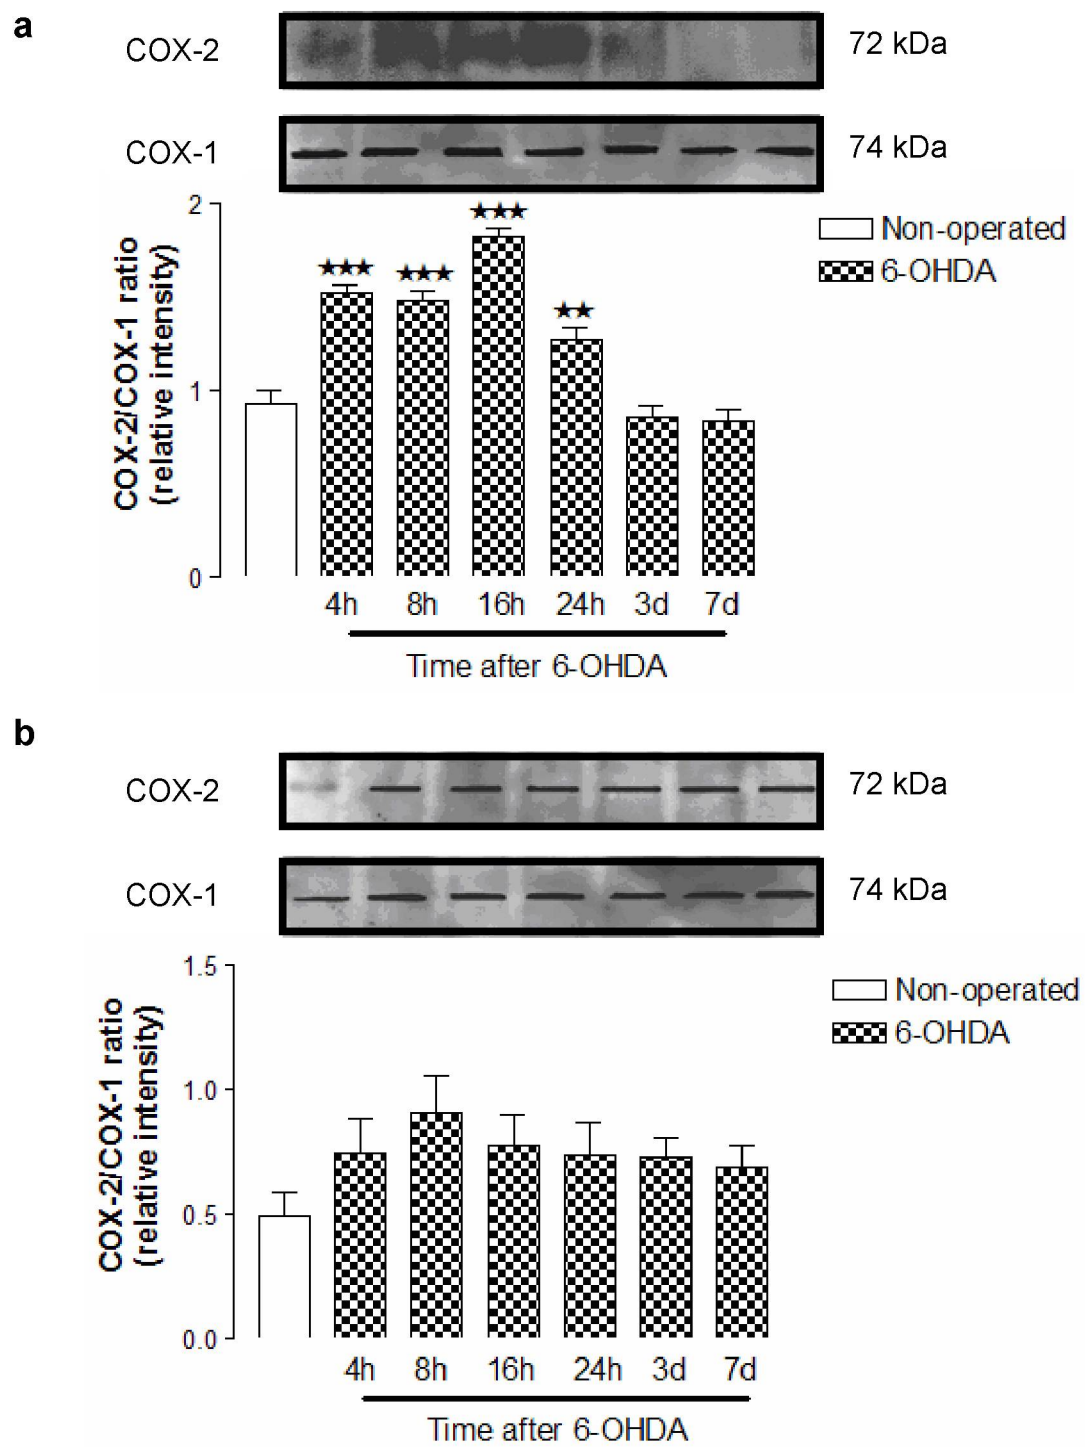 a
COX-2
72 kDa
COX-1
74 kDa
COX-2/COX-1 ratio
(relative intensity)
2
1
0
★★★
★★★
★★★
★★
Non-operated
6-OHDA
4h 8h 16h 24h 3d 7d
Time after 6-OHDA
b
COX-2
72 kDa
COX-1
74 kDa
COX-2/COX-1 ratio
(relative intensity)
1.5
1.0
0.5
0.0
Non-operated
6-OHDA
4h 8h 16h 24h 3d 7d
Time after 6-OHDA